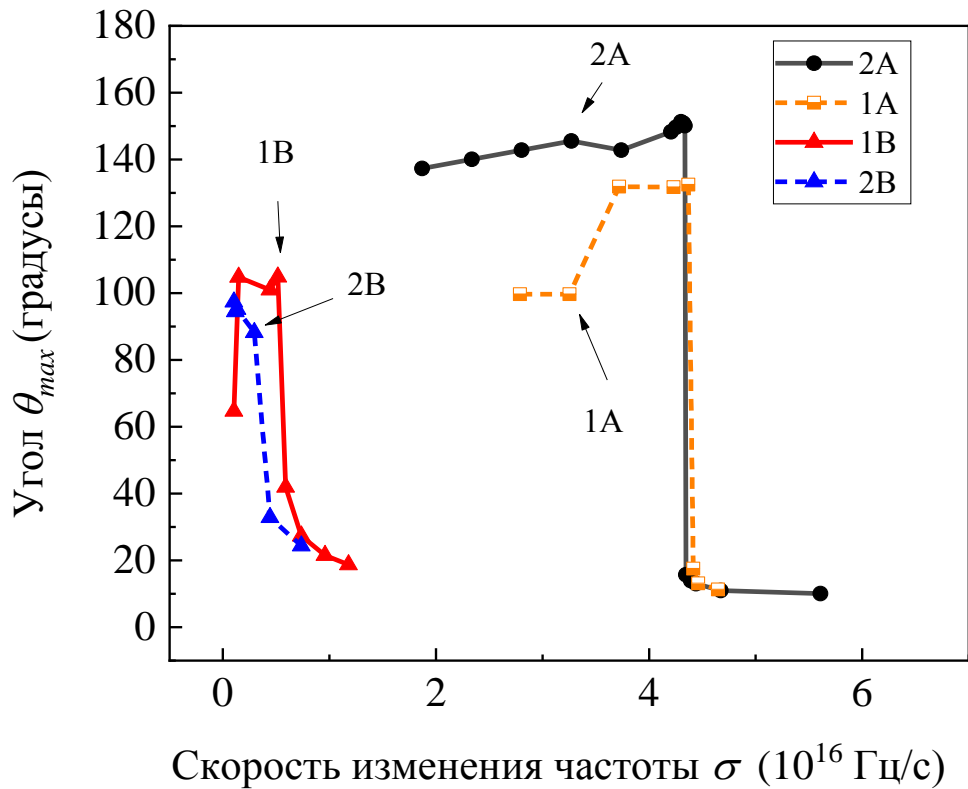 180
160
140
120
100
80
60
40
20
0
Угол θmax (градусы)
2A
1A
1B
2B
2A
1B
2B
1A
0
2
4
6
Скорость изменения частоты σ (10¹⁶ Гц/с)